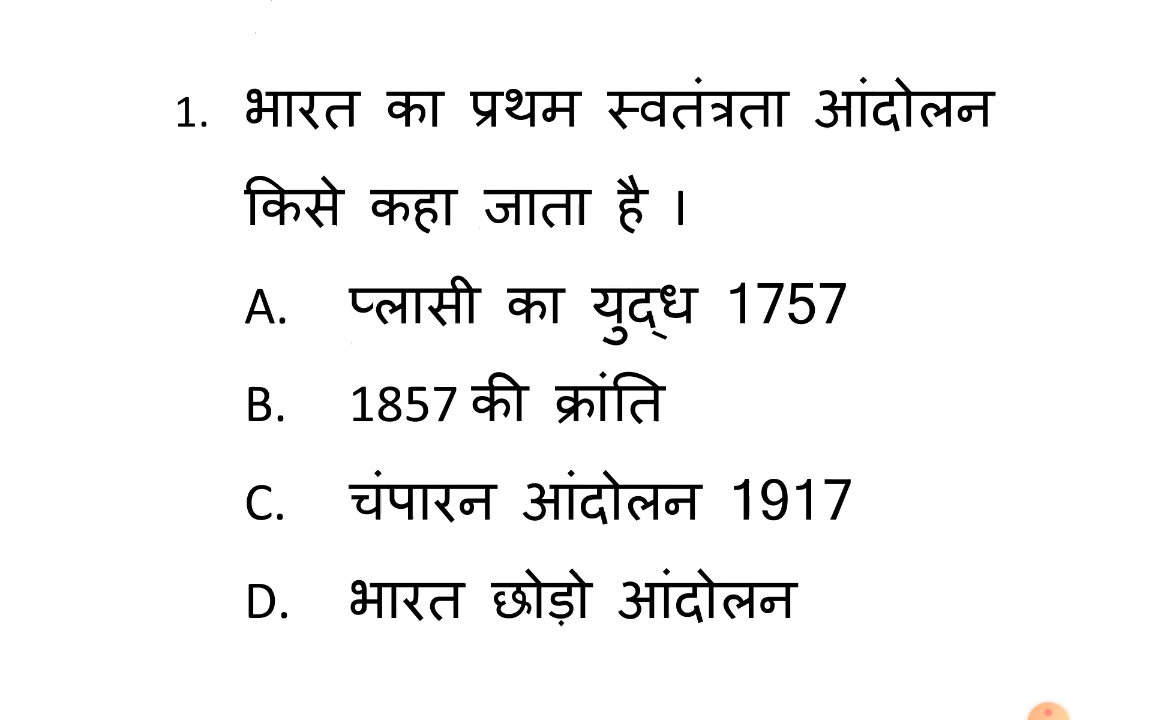 1. भारत का प्रथम स्वतंत्रता आंदोलन
किसे कहा जाता है ।
A. प्लासी का युद्ध 1757
B. 1857 की क्रांति
C. चंपारन आंदोलन 1917
D. भारत छोड़ो आंदोलन